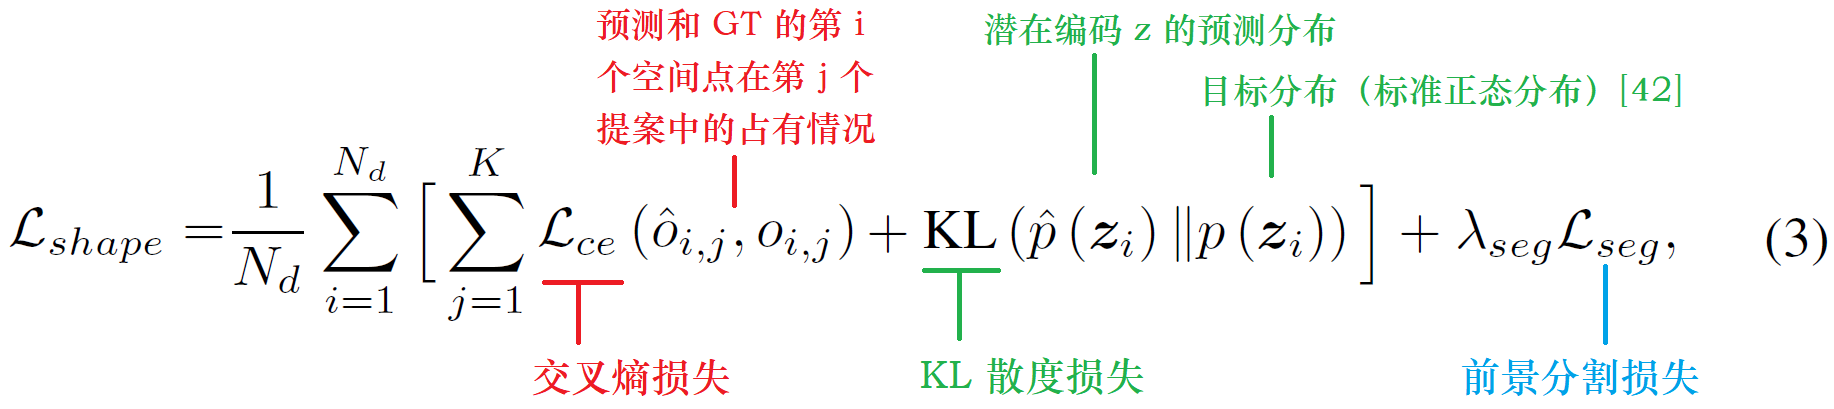 预测和 GT 的第 i
个空间点在第 j 个
提案中的占有情况
潜在编码 z 的预测分布
目标分布（标准正态分布）[42]
$\mathcal{L}_{shape} = \frac{1}{N_d} \sum_{i=1}^{N_d} \Big[ \sum_{j=1}^{K} \mathcal{L}_{ce} \left( \hat{o}_{i,j}, o_{i,j} \right) + \mathrm{KL} \left( \hat{p} \left( \boldsymbol{z}_i \right) \| p \left( \boldsymbol{z}_i \right) \right) \Big] + \lambda_{seg} \mathcal{L}_{seg}, \quad (3)$
交叉熵损失
KL 散度损失
前景分割损失